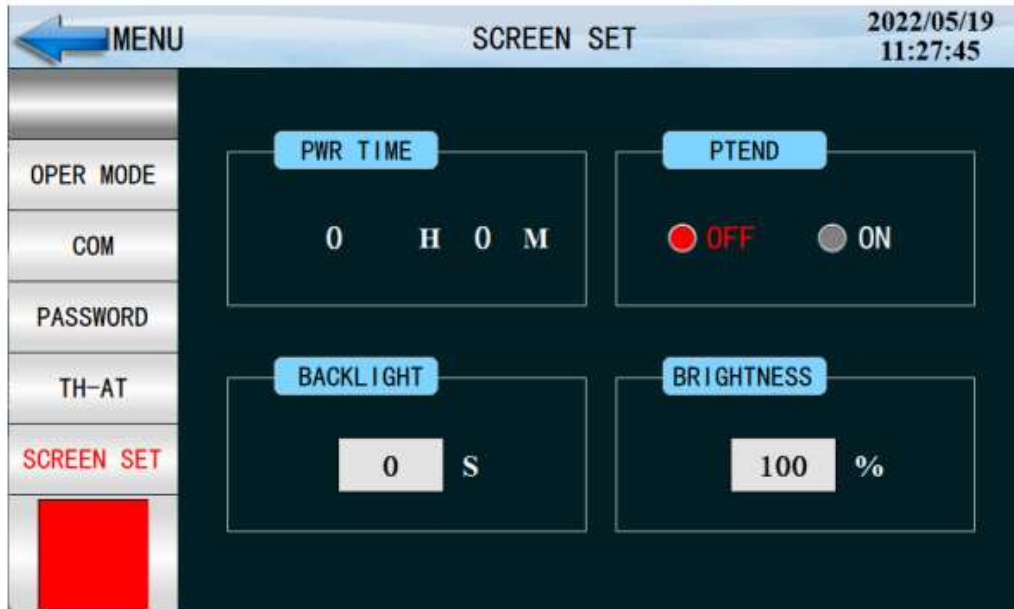 MENU
SCREEN SET
2022/05/19
11:27:45
OPER MODE
COM
PASSWORD
TH-AT
SCREEN SET
PWR TIME
0 H 0 M
PTEND
OFF ON
BACKLIGHT
0 S
BRIGHTNESS
100 %